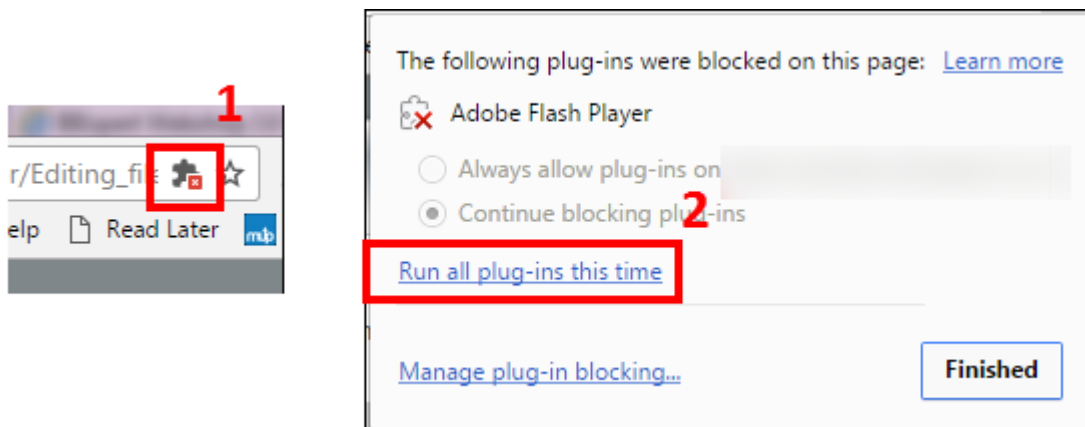 1
r/Editing_file
elp Read Later mdp
The following plug-ins were blocked on this page: Learn more
Adobe Flash Player
Always allow plug-ins on
Continue blocking plug-ins
2
Run all plug-ins this time
Manage plug-in blocking...
Finished